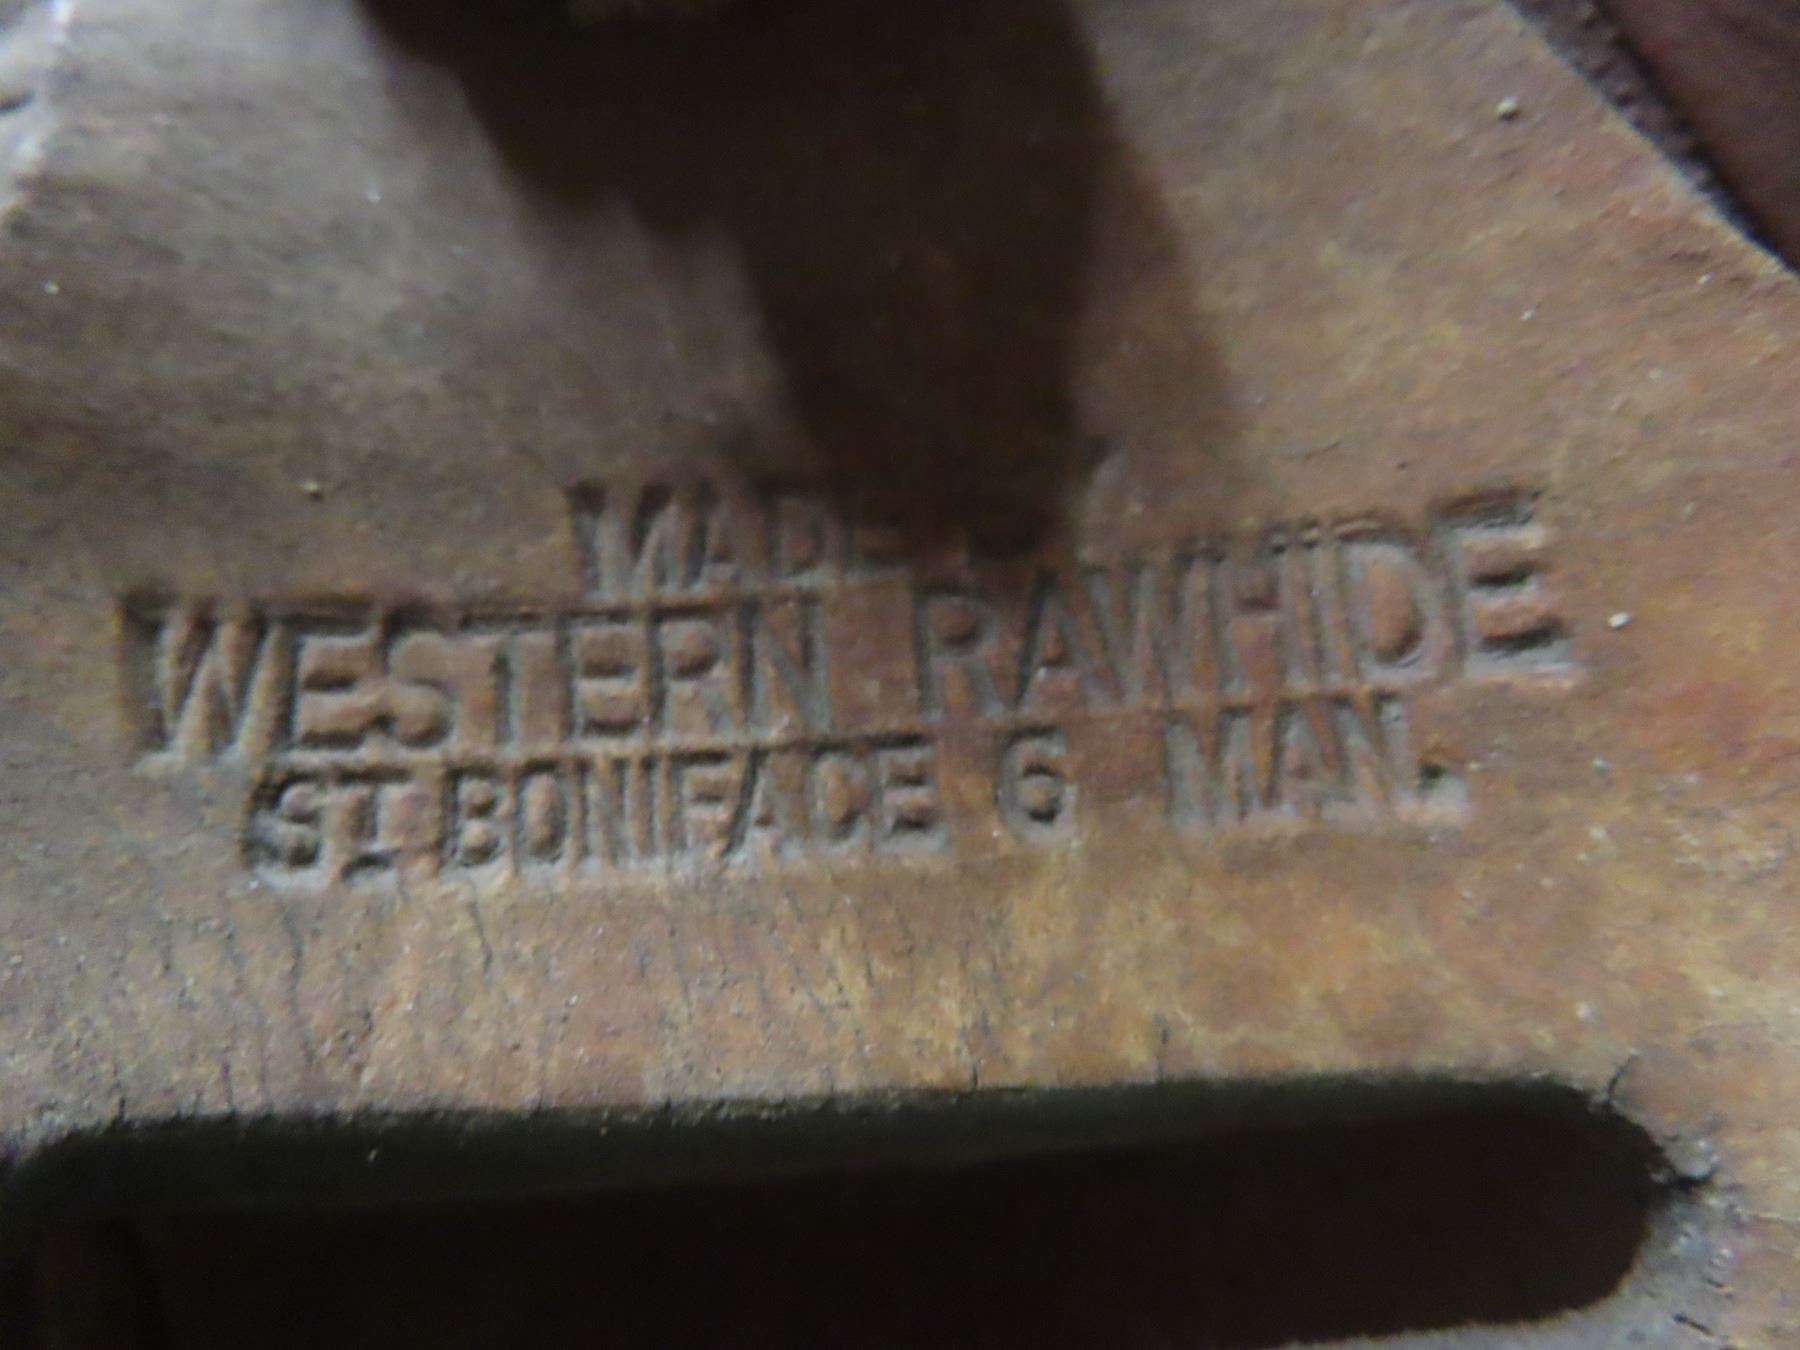 MADE BY
WESTERN RAWHIDE
ST. BONIFACE 6 MAN.